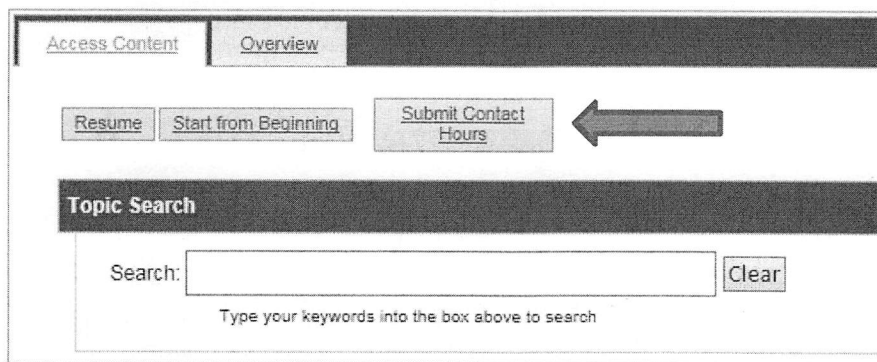 Access Content
Overview
Resume
Start from Beginning
Submit Contact
Hours
Topic Search
Search:
Clear
Type your keywords into the box above to search